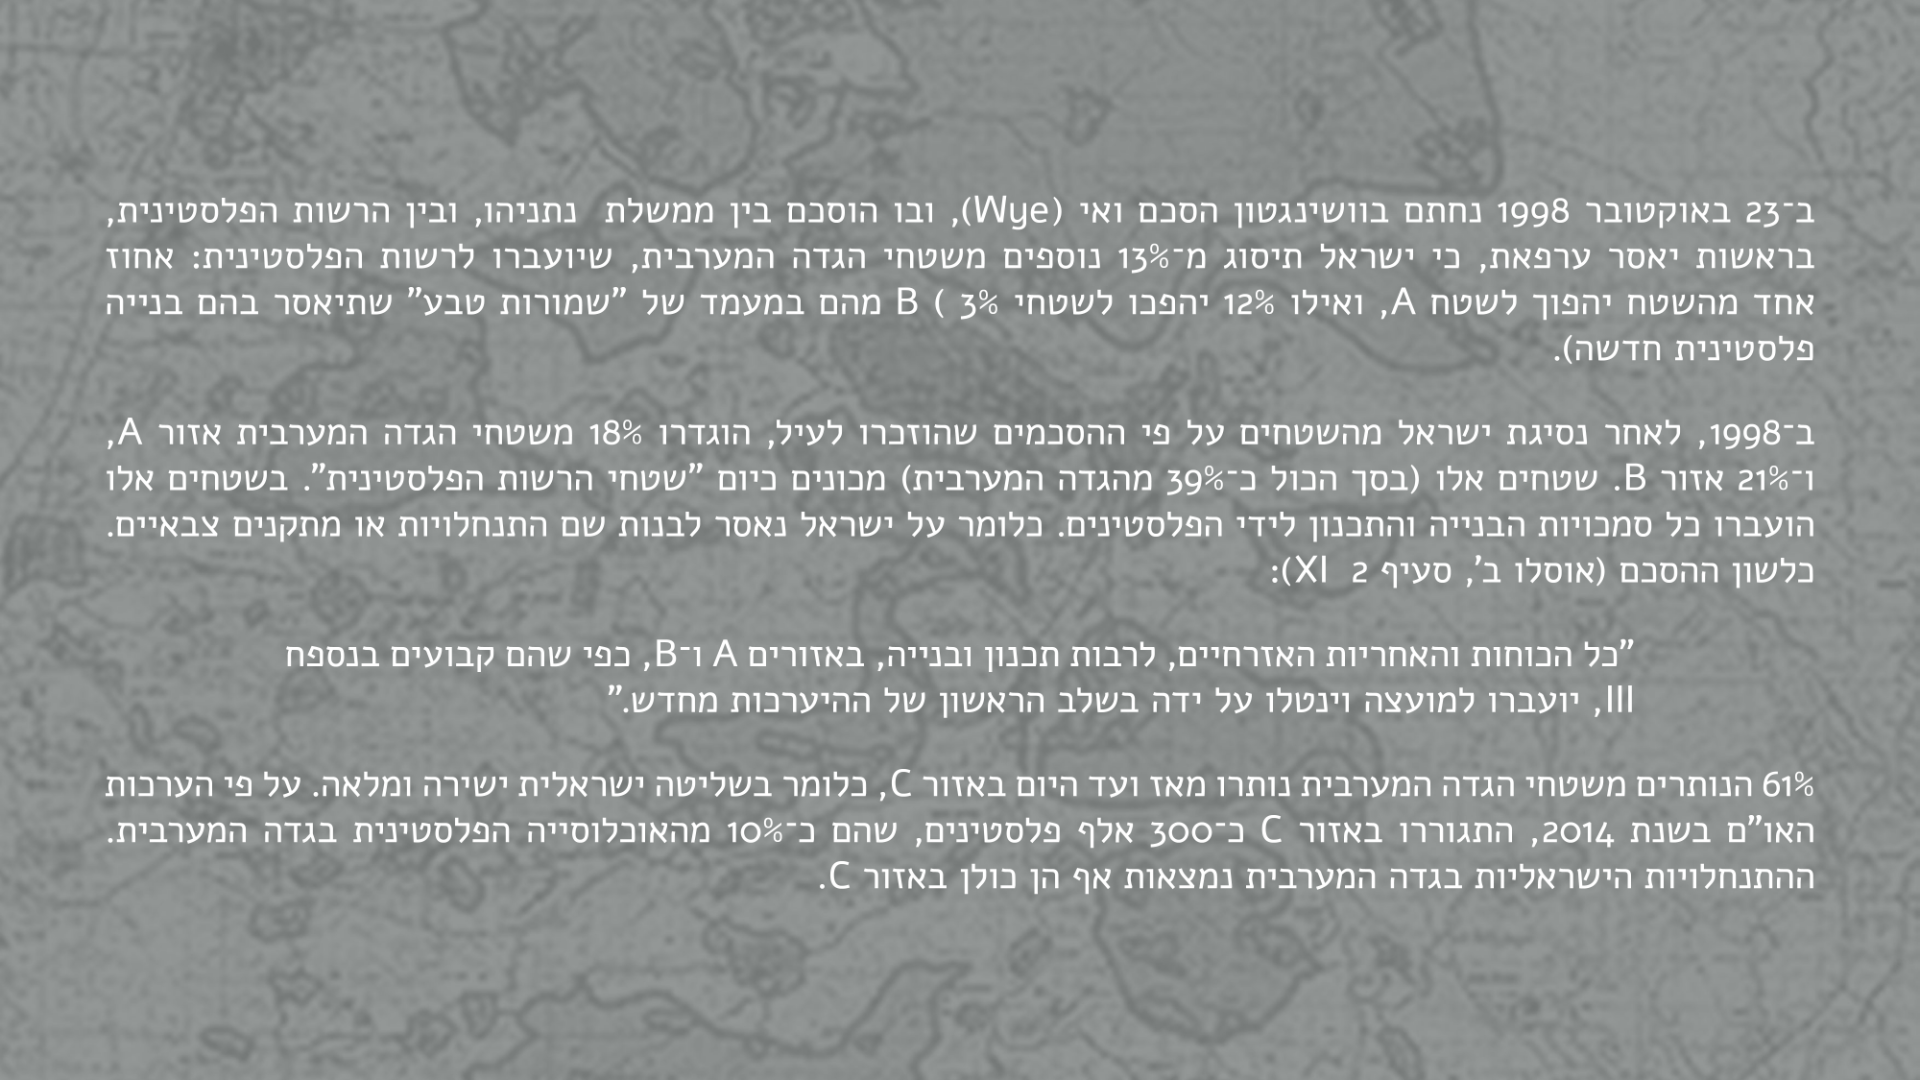 ב־23 באוקטובר 1998 נחתם בוושינגטון הסכם ואי (Wye), ובו הוסכם בין ממשלת  נתניהו, ובין הרשות הפלסטינית,
בראשות יאסר ערפאת, כי ישראל תיסוג מ־13% נוספים משטחי הגדה המערבית, שיועברו לרשות הפלסטינית: אחוז
אחד מהשטח יהפוך לשטח A, ואילו 12% יהפכו לשטחי B ( 3% מהם במעמד של "שמורות טבע" שתיאסר בהם בנייה
פלסטינית חדשה).
ב־1998, לאחר נסיגת ישראל מהשטחים על פי ההסכמים שהוזכרו לעיל, הוגדרו 18% משטחי הגדה המערבית אזור A,
ו־21% אזור B. שטחים אלו (בסך הכול כ־39% מהגדה המערבית) מכונים כיום "שטחי הרשות הפלסטינית". בשטחים אלו
הועברו כל סמכויות הבנייה והתכנון לידי הפלסטינים. כלומר על ישראל נאסר לבנות שם התנחלויות או מתקנים צבאיים.
כלשון ההסכם (אוסלו ב', סעיף 2  XI):
"כל הכוחות והאחריות האזרחיים, לרבות תכנון ובנייה, באזורים A ו־B, כפי שהם קבועים בנספח
III, יועברו למועצה וינטלו על ידה בשלב הראשון של ההיערכות מחדש."
61% הנותרים משטחי הגדה המערבית נותרו מאז ועד היום באזור C, כלומר בשליטה ישראלית ישירה ומלאה. על פי הערכות
האו"ם בשנת 2014, התגוררו באזור C כ־300 אלף פלסטינים, שהם כ־10% מהאוכלוסייה הפלסטינית בגדה המערבית.
ההתנחלויות הישראליות בגדה המערבית נמצאות אף הן כולן באזור C.